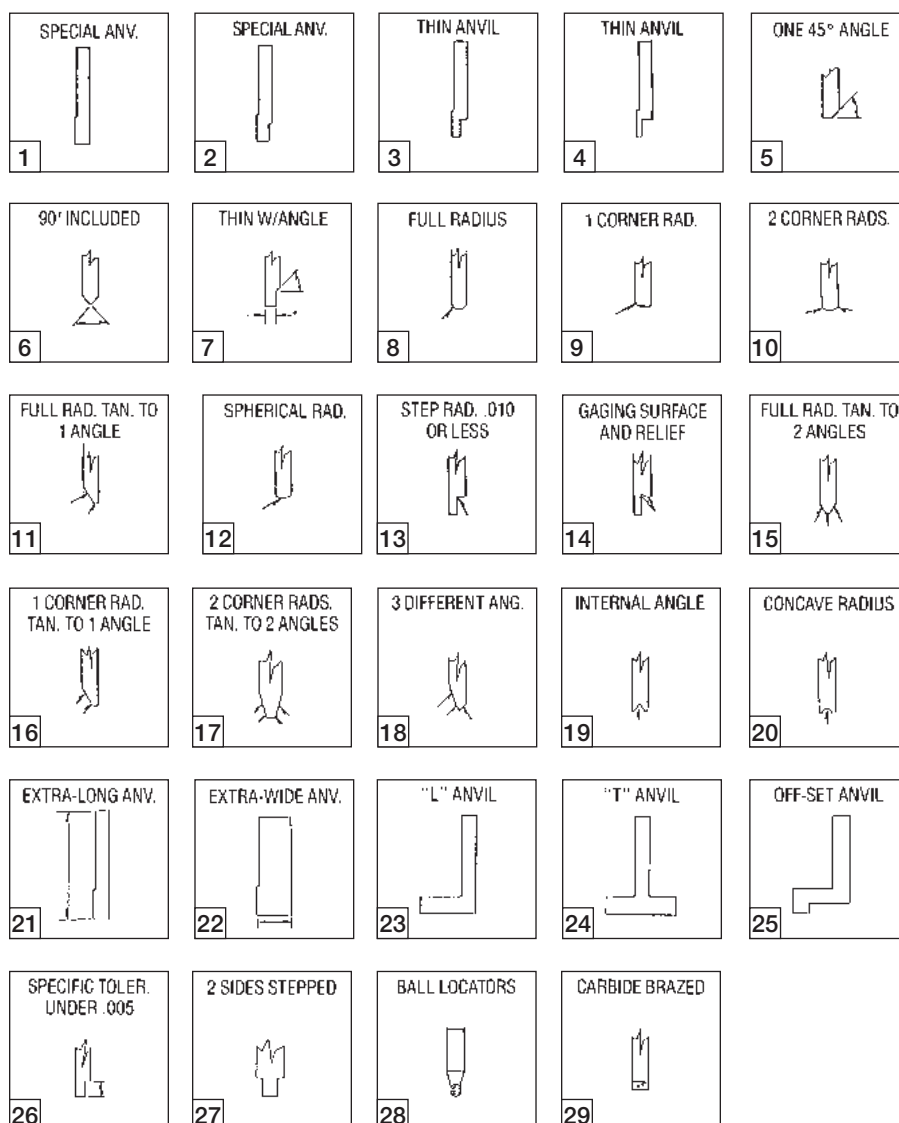 SPECIAL ANV.
1
SPECIAL ANV.
2
THIN ANVIL
3
THIN ANVIL
4
ONE 45° ANGLE
5
90' INCLUDED
6
THIN W/ANGLE
7
FULL RADIUS
8
1 CORNER RAD.
9
2 CORNER RADS.
10
FULL RAD. TAN. TO
1 ANGLE
11
SPHERICAL RAD.
12
STEP RAD. .010
OR LESS
13
GAGING SURFACE
AND RELIEF
14
FULL RAD. TAN. TO
2 ANGLES
15
1 CORNER RAD.
TAN. TO 1 ANGLE
16
2 CORNER RADS.
TAN. TO 2 ANGLES
17
3 DIFFERENT ANG.
18
INTERNAL ANGLE
19
CONCAVE RADIUS
20
EXTRA-LONG ANV.
21
EXTRA-WIDE ANV.
22
"L" ANVIL
23
"T" ANVIL
24
OFF-SET ANVIL
25
SPECIFIC TOLER.
UNDER .005
26
2 SIDES STEPPED
27
BALL LOCATORS
28
CARBIDE BRAZED
29